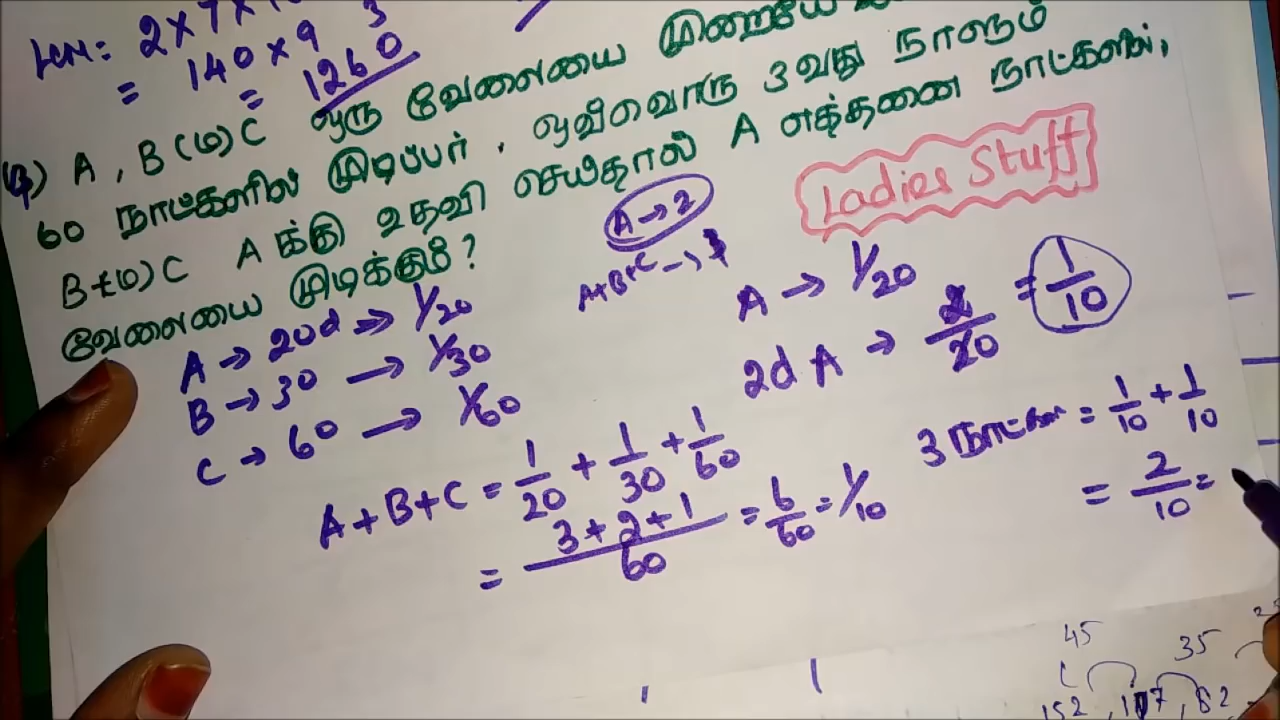 LCM: 2 x 7 x
= 140 x 9
= 1260
A, B (ம) C ஒரு வேலையை முறையே
60 நாட்களில் முடிப்பர். ஒவ்வொரு 3 வது நாளும்
B (ம) C A க்கு உதவி செய்தால் A எத்தனை நாட்களில்,
வேலையை முடிக்கும்?
Ladies Stuff
A → 2
A+B+C → 1
A → 20d → 1/20
B → 30 → 1/30
C → 60 → 1/60
A → 1/20
2d A → 2/20 = 1/10
A+B+C = 1/20 + 1/30 + 1/60
= 3+2+1/60 = 6/60 = 1/10
3 நாட்கள் = 1/10 + 1/10
= 2/10 =
45
35
152, 107, 82